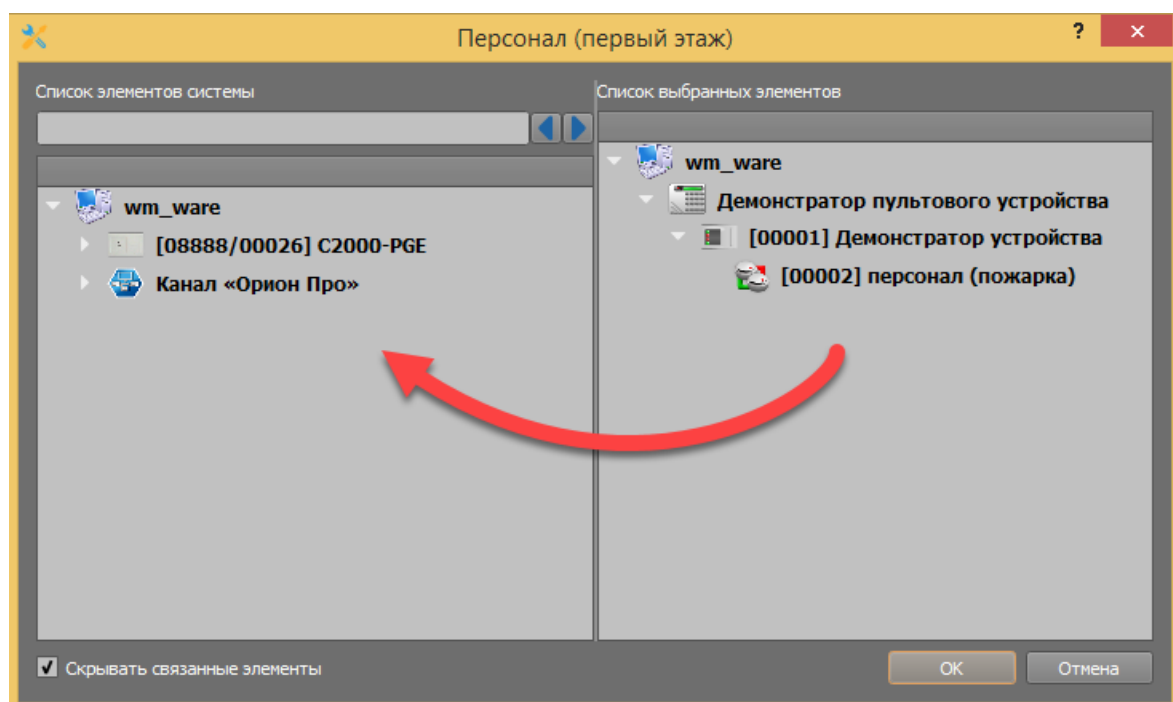 Персонал (первый этаж)
?
×
Список элементов системы
Список выбранных элементов
wm_ware
[08888/00026] С2000-PGE
Канал «Орион Про»
wm_ware
Демонстратор пультового устройства
[00001] Демонстратор устройства
[00002] персонал (пожарка)
Скрывать связанные элементы
ОК
Отмена